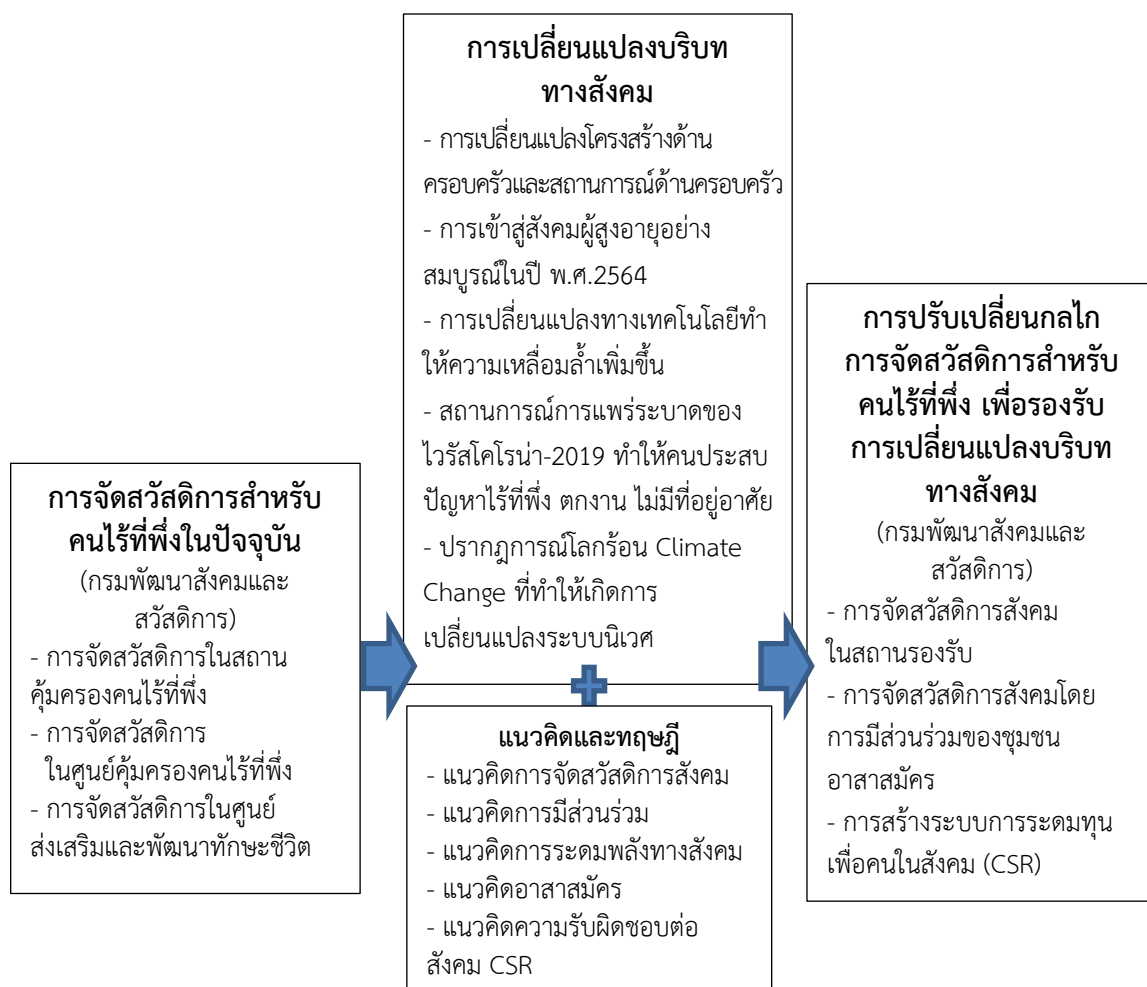 การเปลี่ยนแปลงบริบท
ทางสังคม
- การเปลี่ยนแปลงโครงสร้างด้าน
ครอบครัวและสถานการณ์ด้านครอบครัว
- การเข้าสู่สังคมผู้สูงอายุอย่าง
สมบูรณ์ในปี พ.ศ.2564
- การเปลี่ยนแปลงทางเทคโนโลยีทำ
ให้ความเหลื่อมล้ำเพิ่มขึ้น
- สถานการณ์การแพร่ระบาดของ
ไวรัสโคโรน่า-2019 ทำให้คนประสบ
ปัญหาไร้ที่พึ่ง ตกงาน ไม่มีที่อยู่อาศัย
- ปรากฎการณ์โลกร้อน Climate
Change ที่ทำให้เกิดการ
เปลี่ยนแปลงระบบนิเวศ
การจัดสวัสดิการสำหรับ
คนไร้ที่พึ่งในปัจจุบัน
(กรมพัฒนาสังคมและ
สวัสดิการ)
- การจัดสวัสดิการในสถาน
คุ้มครองคนไร้ที่พึ่ง
- การจัดสวัสดิการ
ในศูนย์คุ้มครองคนไร้ที่พึ่ง
- การจัดสวัสดิการในศูนย์
ส่งเสริมและพัฒนาทักษะชีวิต
แนวคิดและทฤษฎี
- แนวคิดการจัดสวัสดิการสังคม
- แนวคิดการมีส่วนร่วม
- แนวคิดการระดมพลังทางสังคม
- แนวคิดอาสาสมัคร
- แนวคิดความรับผิดชอบต่อ
สังคม CSR
การปรับเปลี่ยนกลไก
การจัดสวัสดิการสำหรับ
คนไร้ที่พึ่ง เพื่อรองรับ
การเปลี่ยนแปลงบริบท
ทางสังคม
(กรมพัฒนาสังคมและ
สวัสดิการ)
- การจัดสวัสดิการสังคม
ในสถานรองรับ
- การจัดสวัสดิการสังคมโดย
การมีส่วนร่วมของชุมชน
อาสาสมัคร
- การสร้างระบบการระดมทุน
เพื่อคนในสังคม (CSR)